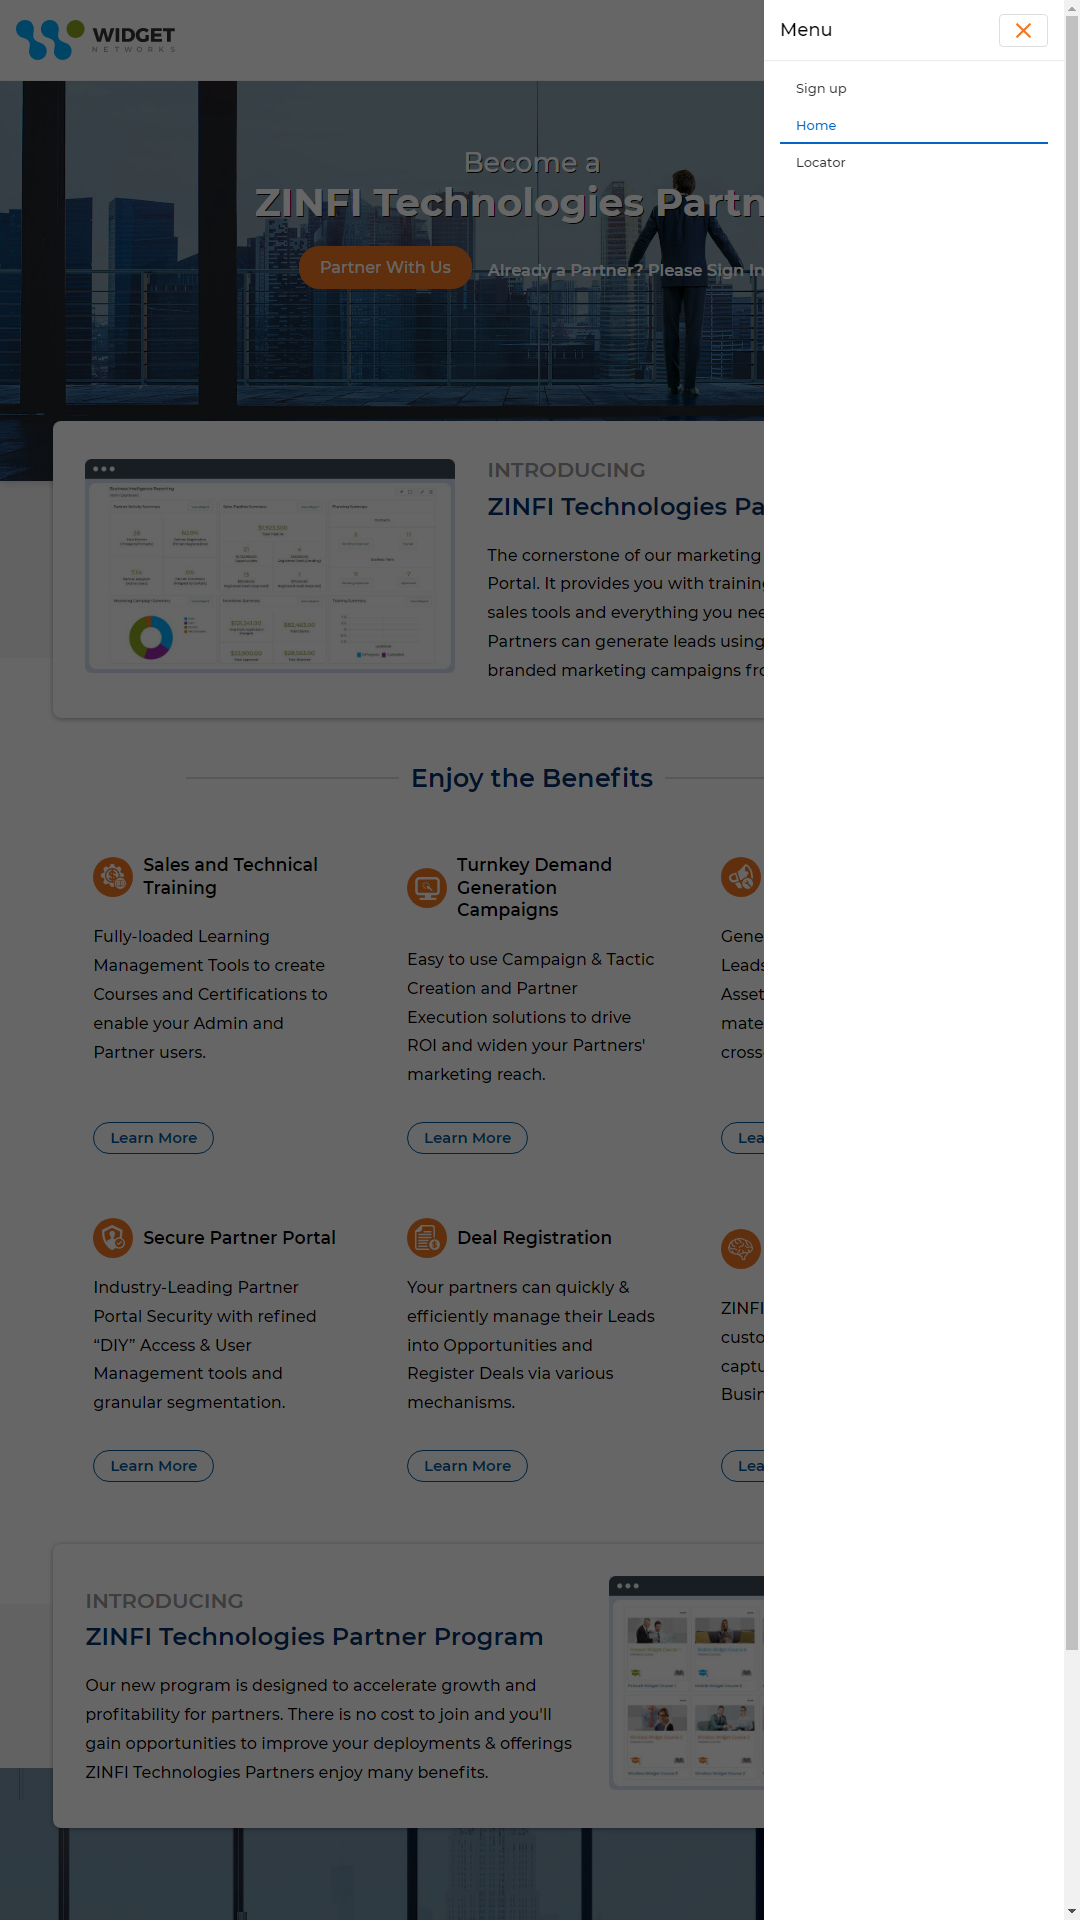 WIDGET
NETWORKS
Menu
Sign up
Home
Locator
Become a
ZINFI Technologies Partn
Partner With Us
Already a Partner? Please Sign In
INTRODUCING
ZINFI Technologies Pa
The cornerstone of our marketing
Portal. It provides you with training
sales tools and everything you nee
Partners can generate leads using
branded marketing campaigns fro
Enjoy the Benefits
Sales and Technical
Training
Fully-loaded Learning
Management Tools to create
Courses and Certifications to
enable your Admin and
Partner users.
Learn More
Turnkey Demand
Generation
Campaigns
Easy to use Campaign & Tactic
Creation and Partner
Execution solutions to drive
ROI and widen your Partners'
marketing reach.
Learn More
Gene
Leads
Asset
mate
cross
Lea
Secure Partner Portal
Industry-Leading Partner
Portal Security with refined
“DIY” Access & User
Management tools and
granular segmentation.
Learn More
Deal Registration
Your partners can quickly &
efficiently manage their Leads
into Opportunities and
Register Deals via various
mechanisms.
Learn More
ZINFI
custo
captu
Busin
Lea
INTRODUCING
ZINFI Technologies Partner Program
Our new program is designed to accelerate growth and
profitability for partners. There is no cost to join and you'll
gain opportunities to improve your deployments & offerings
ZINFI Technologies Partners enjoy many benefits.